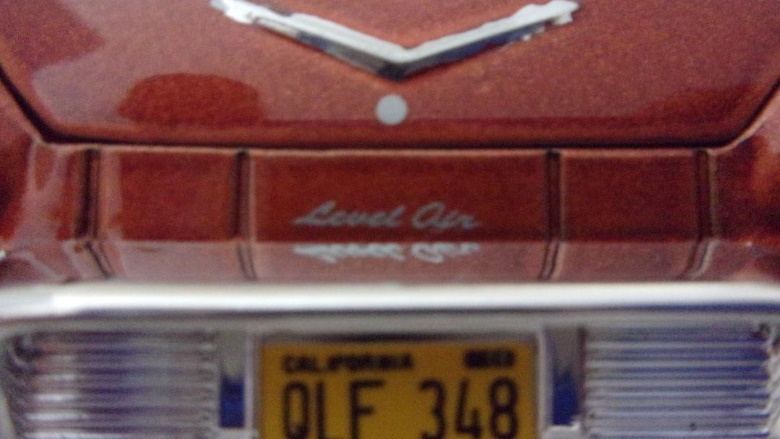 Level Air
CALIFORNIA
QLF 348